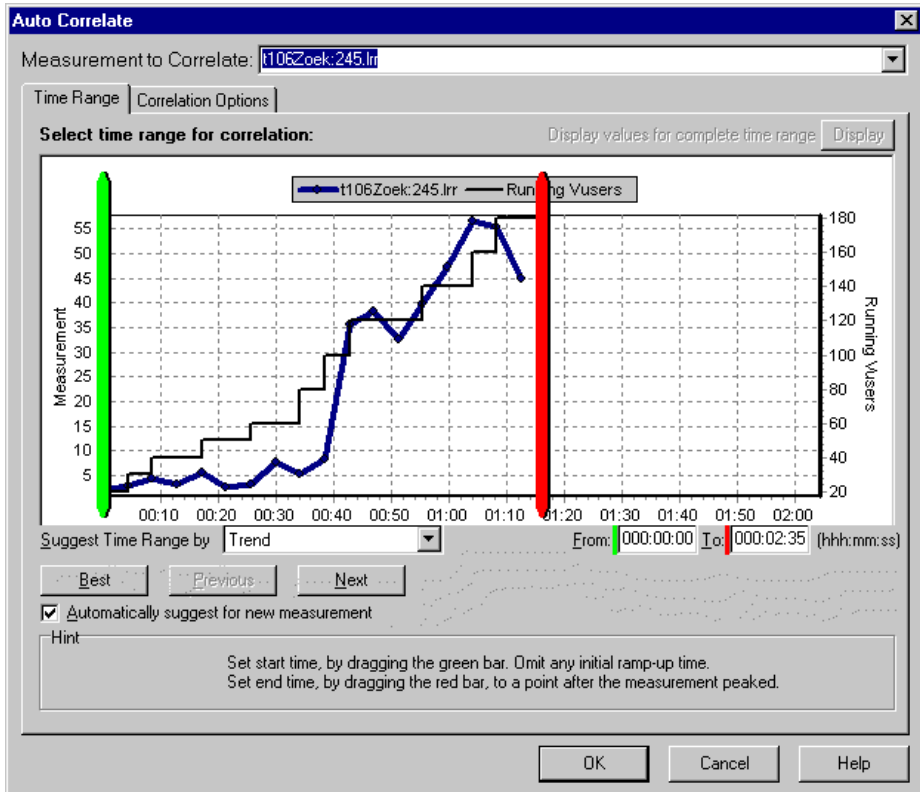 Auto Correlate
Measurement to Correlate: t106Zoek:245.lrr
Time Range Correlation Options
Select time range for correlation: Display values for complete time range Display
t106Zoek:245.lrr Running Vusers
55
50
45
40
35
30
25
20
15
10
5
Measurement
180
160
140
120
100
80
60
40
20
Running Vusers
00:10 00:20 00:30 00:40 00:50 01:00 01:10 01:20 01:30 01:40 01:50 02:00
Suggest Time Range by Trend From: 000:00:00 To: 000:02:35 (hhh:mm:ss)
Best Previous Next
Automatically suggest for new measurement
Hint
Set start time, by dragging the green bar. Omit any initial ramp-up time.
Set end time, by dragging the red bar, to a point after the measurement peaked.
OK Cancel Help